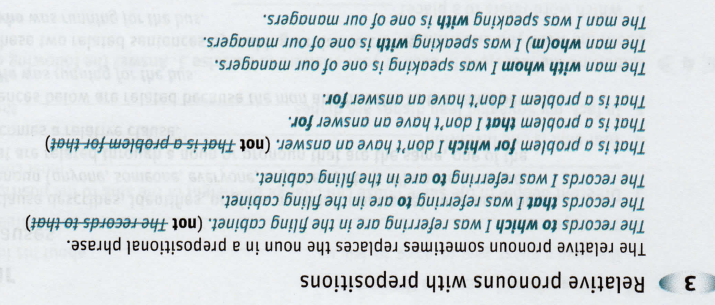 3 Relative pronouns with prepositions
The relative pronoun sometimes replaces the noun in a prepositional phrase.
The records to which I was referring are in the filing cabinet. (not The records to that)
The records that I was referring to are in the filing cabinet.
The records I was referring to are in the filing cabinet.
That is a problem for which I don't have an answer. (not That is a problem for that)
That is a problem that I don't have an answer for.
That is a problem I don't have an answer for.
The man with whom I was speaking is one of our managers.
The man who(m) I was speaking with is one of our managers.
The man I was speaking with is one of our managers.